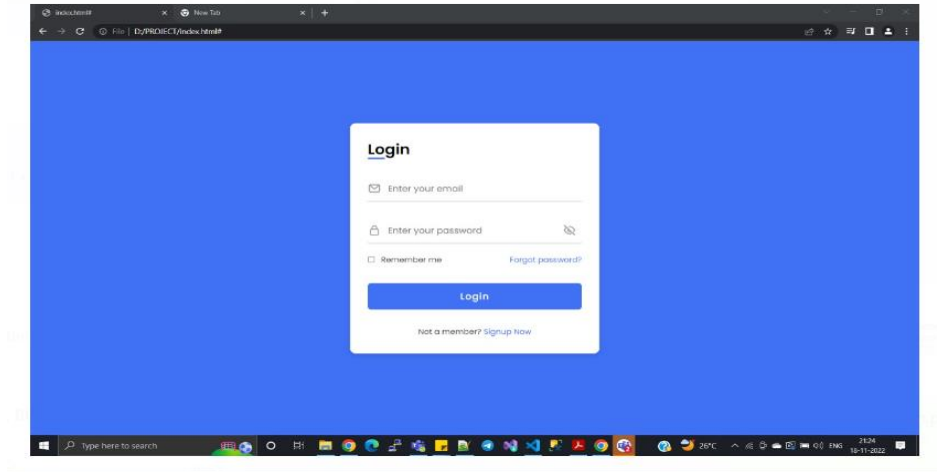 index.html# New Tab
File | D:/PROJECT/index.html#
Login
Enter your email
Enter your password
Remember me Forgot password?
Login
Not a member? Signup Now
Type here to search 26°C ENG 21:24
18-11-2022